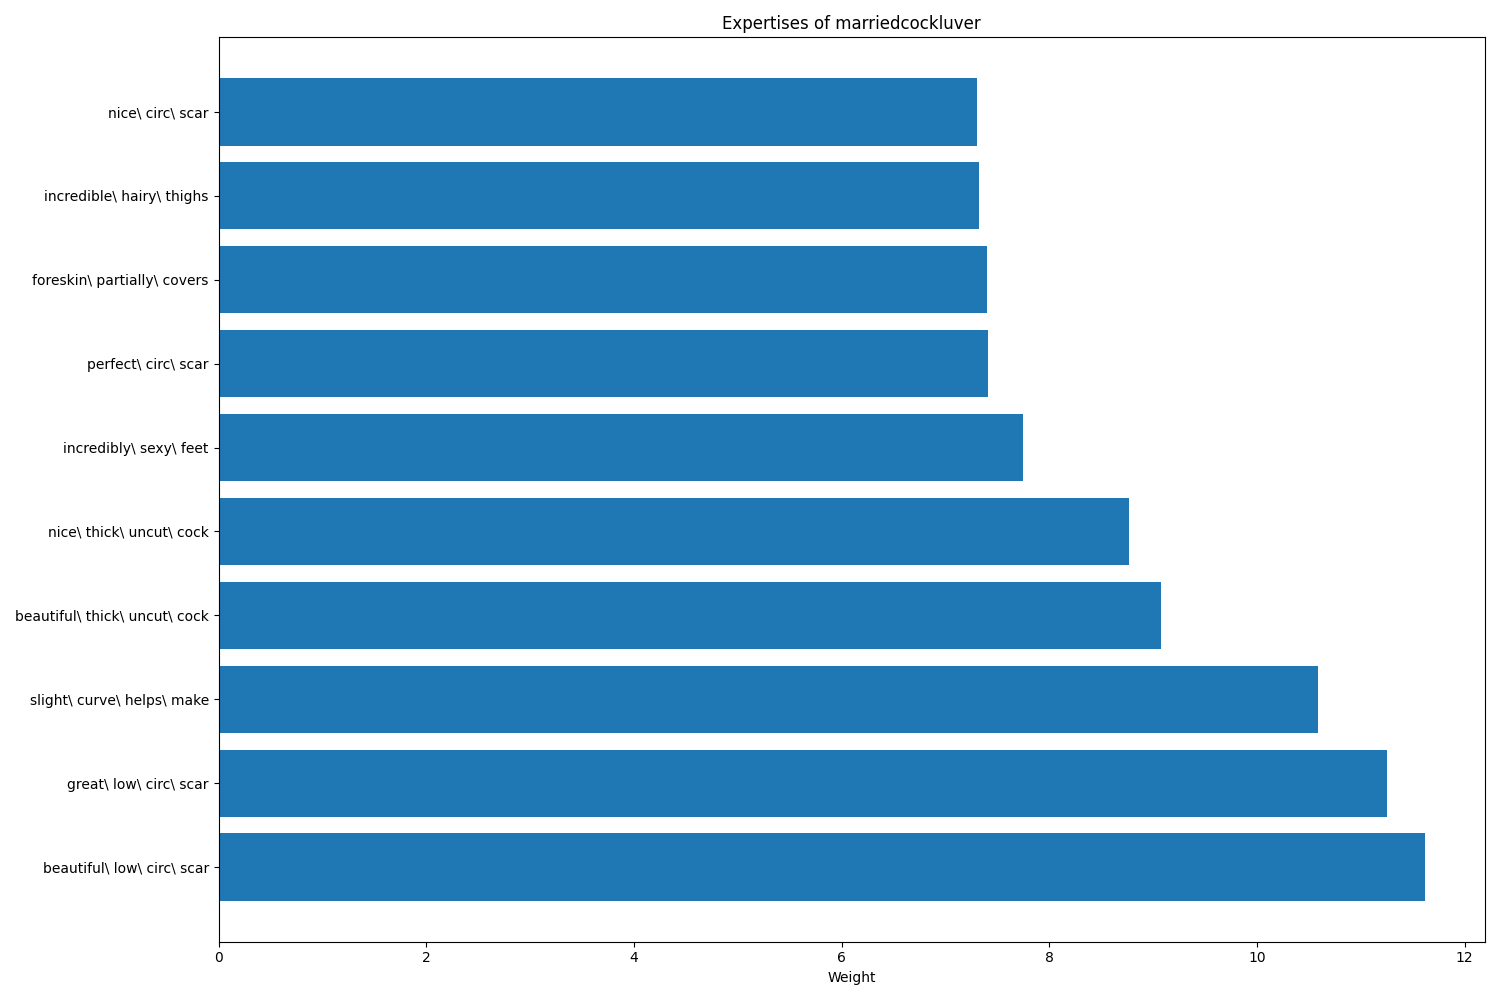 Expertises of marriedcockluver
nice\ circ\ scar
incredible\ hairy\ thighs
foreskin\ partially\ covers
perfect\ circ\ scar
incredibly\ sexy\ feet
nice\ thick\ uncut\ cock
beautiful\ thick\ uncut\ cock
slight\ curve\ helps\ make
great\ low\ circ\ scar
beautiful\ low\ circ\ scar
0 2 4 6 8 10 12
Weight